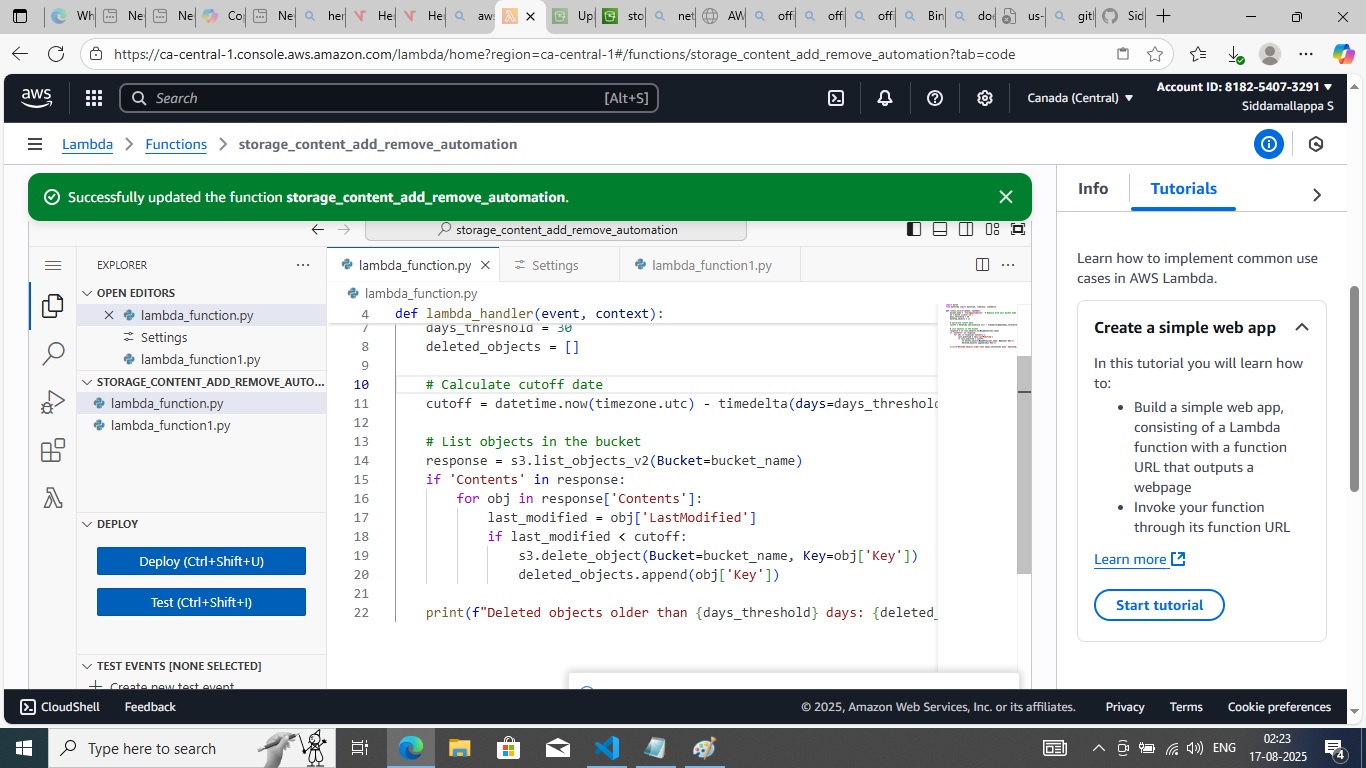 Wh
Ne
Ne
Co
Ne
her
He
He
aws
Up
sto
net
AW
offi
offi
offi
Bin
doc
us-
gitl
Sid
https://ca-central-1.console.aws.amazon.com/lambda/home?region=ca-central-1#/functions/storage_content_add_remove_automation?tab=code
aws
Search
[Alt+S]
Canada (Central)
Account ID: 8182-5407-3291
Siddamallappa S
Lambda
Functions
storage_content_add_remove_automation
Successfully updated the function storage_content_add_remove_automation.
Info
Tutorials
storage_content_add_remove_automation
EXPLORER
OPEN EDITORS
lambda_function.py
Settings
lambda_function1.py
STORAGE_CONTENT_ADD_REMOVE_AUTO...
lambda_function.py
lambda_function1.py
DEPLOY
Deploy (Ctrl+Shift+U)
Test (Ctrl+Shift+I)
TEST EVENTS [NONE SELECTED]
Create new test event
lambda_function.py
Settings
lambda_function1.py
lambda_function.py
4 def lambda_handler(event, context):
7 days_threshold = 30
8 deleted_objects = []
9
10 # Calculate cutoff date
11 cutoff = datetime.now(timezone.utc) - timedelta(days=days_threshold
12
13 # List objects in the bucket
14 response = s3.list_objects_v2(Bucket=bucket_name)
15 if 'Contents' in response:
16 for obj in response['Contents']:
17 last_modified = obj['LastModified']
18 if last_modified < cutoff:
19 s3.delete_object(Bucket=bucket_name, Key=obj['Key'])
20 deleted_objects.append(obj['Key'])
21
22 print(f"Deleted objects older than {days_threshold} days: {deleted_
Learn how to implement common use
cases in AWS Lambda.
Create a simple web app
In this tutorial you will learn how
to:
• Build a simple web app,
consisting of a Lambda
function with a function
URL that outputs a
webpage
• Invoke your function
through its function URL
Learn more
Start tutorial
CloudShell
Feedback
© 2025, Amazon Web Services, Inc. or its affiliates.
Privacy
Terms
Cookie preferences
Type here to search
ENG
02:23
17-08-2025
4